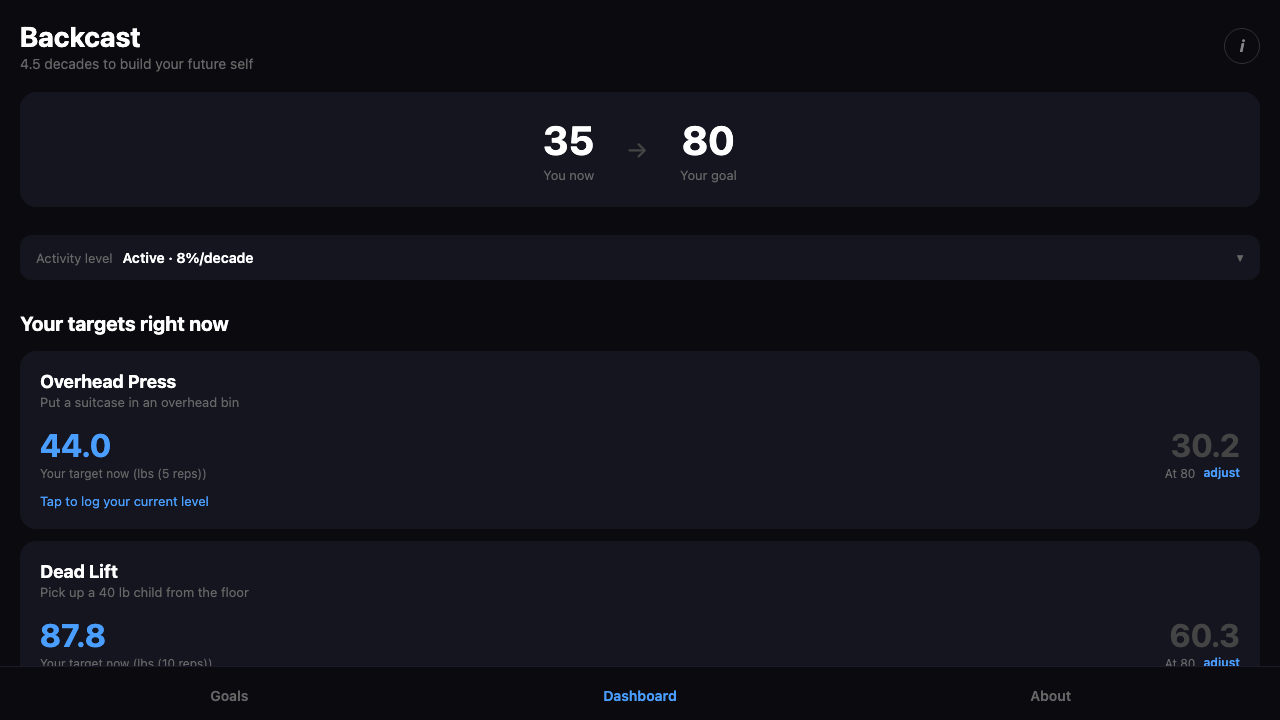 Backcast
4.5 decades to build your future self
i
35 → 80
You now Your goal
Activity level Active · 8%/decade ▼
Your targets right now
Overhead Press
Put a suitcase in an overhead bin
44.0 30.2
Your target now (lbs (5 reps)) At 80 adjust
Tap to log your current level
Dead Lift
Pick up a 40 lb child from the floor
87.8 60.3
Your target now (lbs (10 reps)) At 80 adjust
Goals Dashboard About